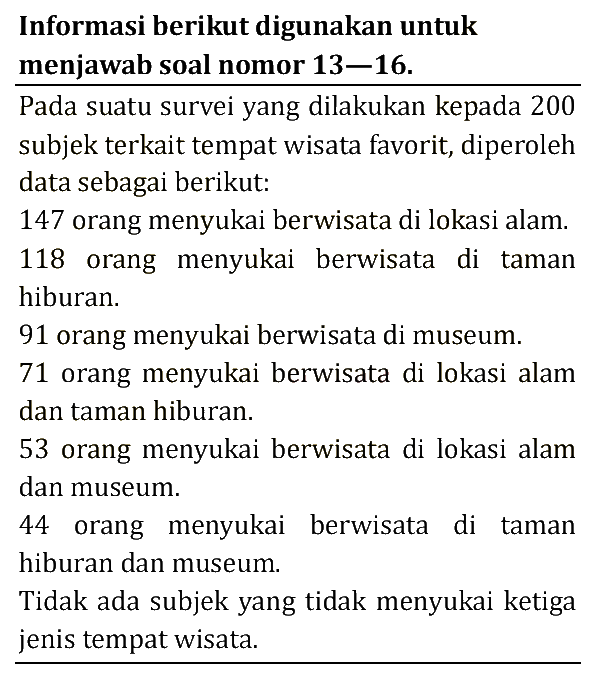 Informasi berikut digunakan untuk
menjawab soal nomor 13—16.
Pada suatu survei yang dilakukan kepada 200
subjek terkait tempat wisata favorit, diperoleh
data sebagai berikut:
147 orang menyukai berwisata di lokasi alam.
118 orang menyukai berwisata di taman
hiburan.
91 orang menyukai berwisata di museum.
71 orang menyukai berwisata di lokasi alam
dan taman hiburan.
53 orang menyukai berwisata di lokasi alam
dan museum.
44 orang menyukai berwisata di taman
hiburan dan museum.
Tidak ada subjek yang tidak menyukai ketiga
jenis tempat wisata.